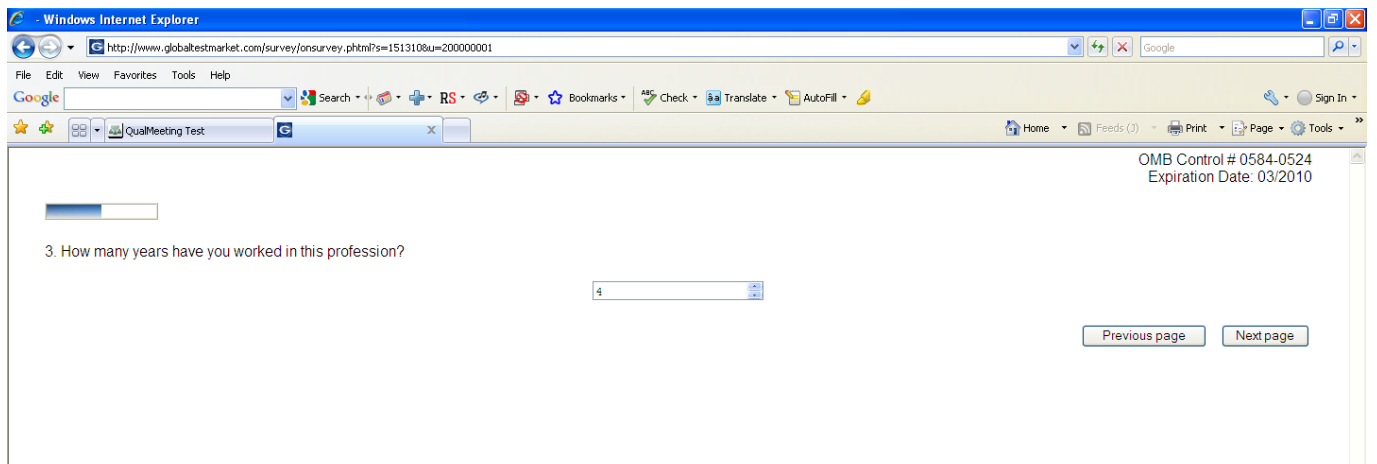 - Windows Internet Explorer
http://www.globaltestmarket.com/survey/onsurvey.phtml?s=151310&u=200000001
Google
File Edit View Favorites Tools Help
Google Search RS Bookmarks ABC Check âa Translate AutoFill Sign In
QualMeeting Test G x Home Feeds (J) Print Page Tools »
OMB Control # 0584-0524
Expiration Date: 03/2010
3. How many years have you worked in this profession?
4
Previous page Next page